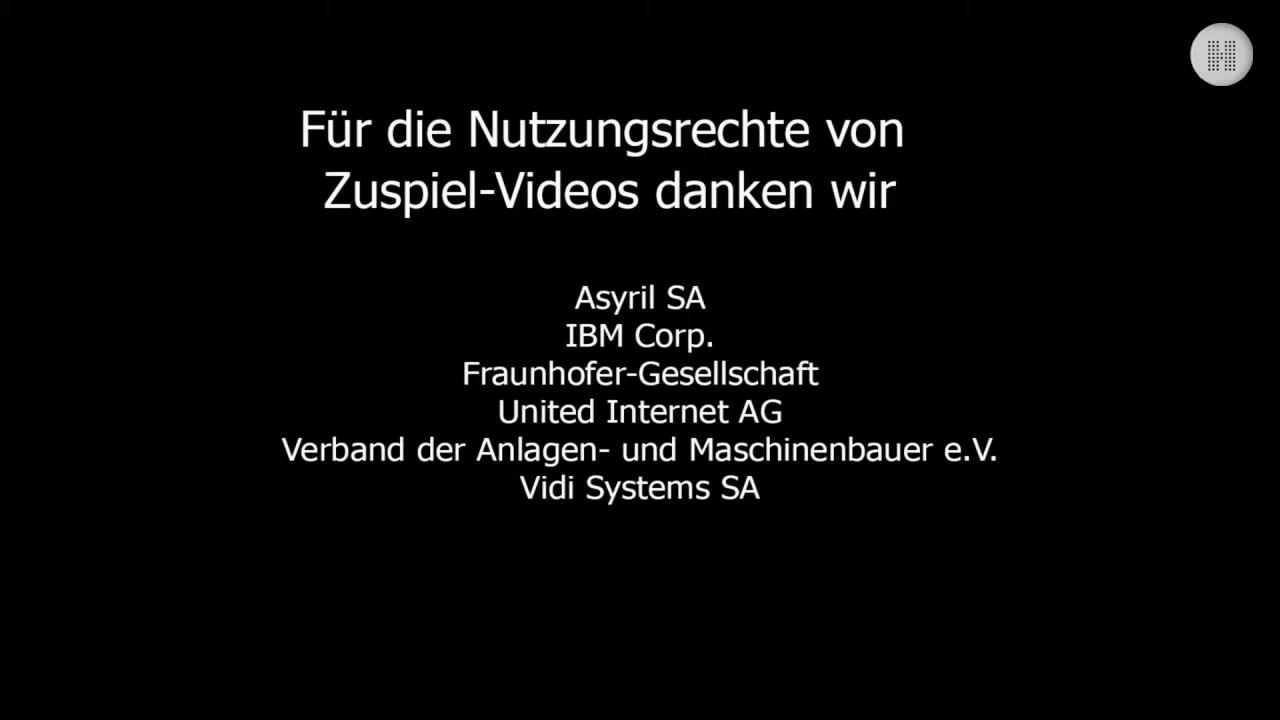 H
Für die Nutzungsrechte von
Zuspiel-Videos danken wir
Asyril SA
IBM Corp.
Fraunhofer-Gesellschaft
United Internet AG
Verband der Anlagen- und Maschinenbauer e.V.
Vidi Systems SA